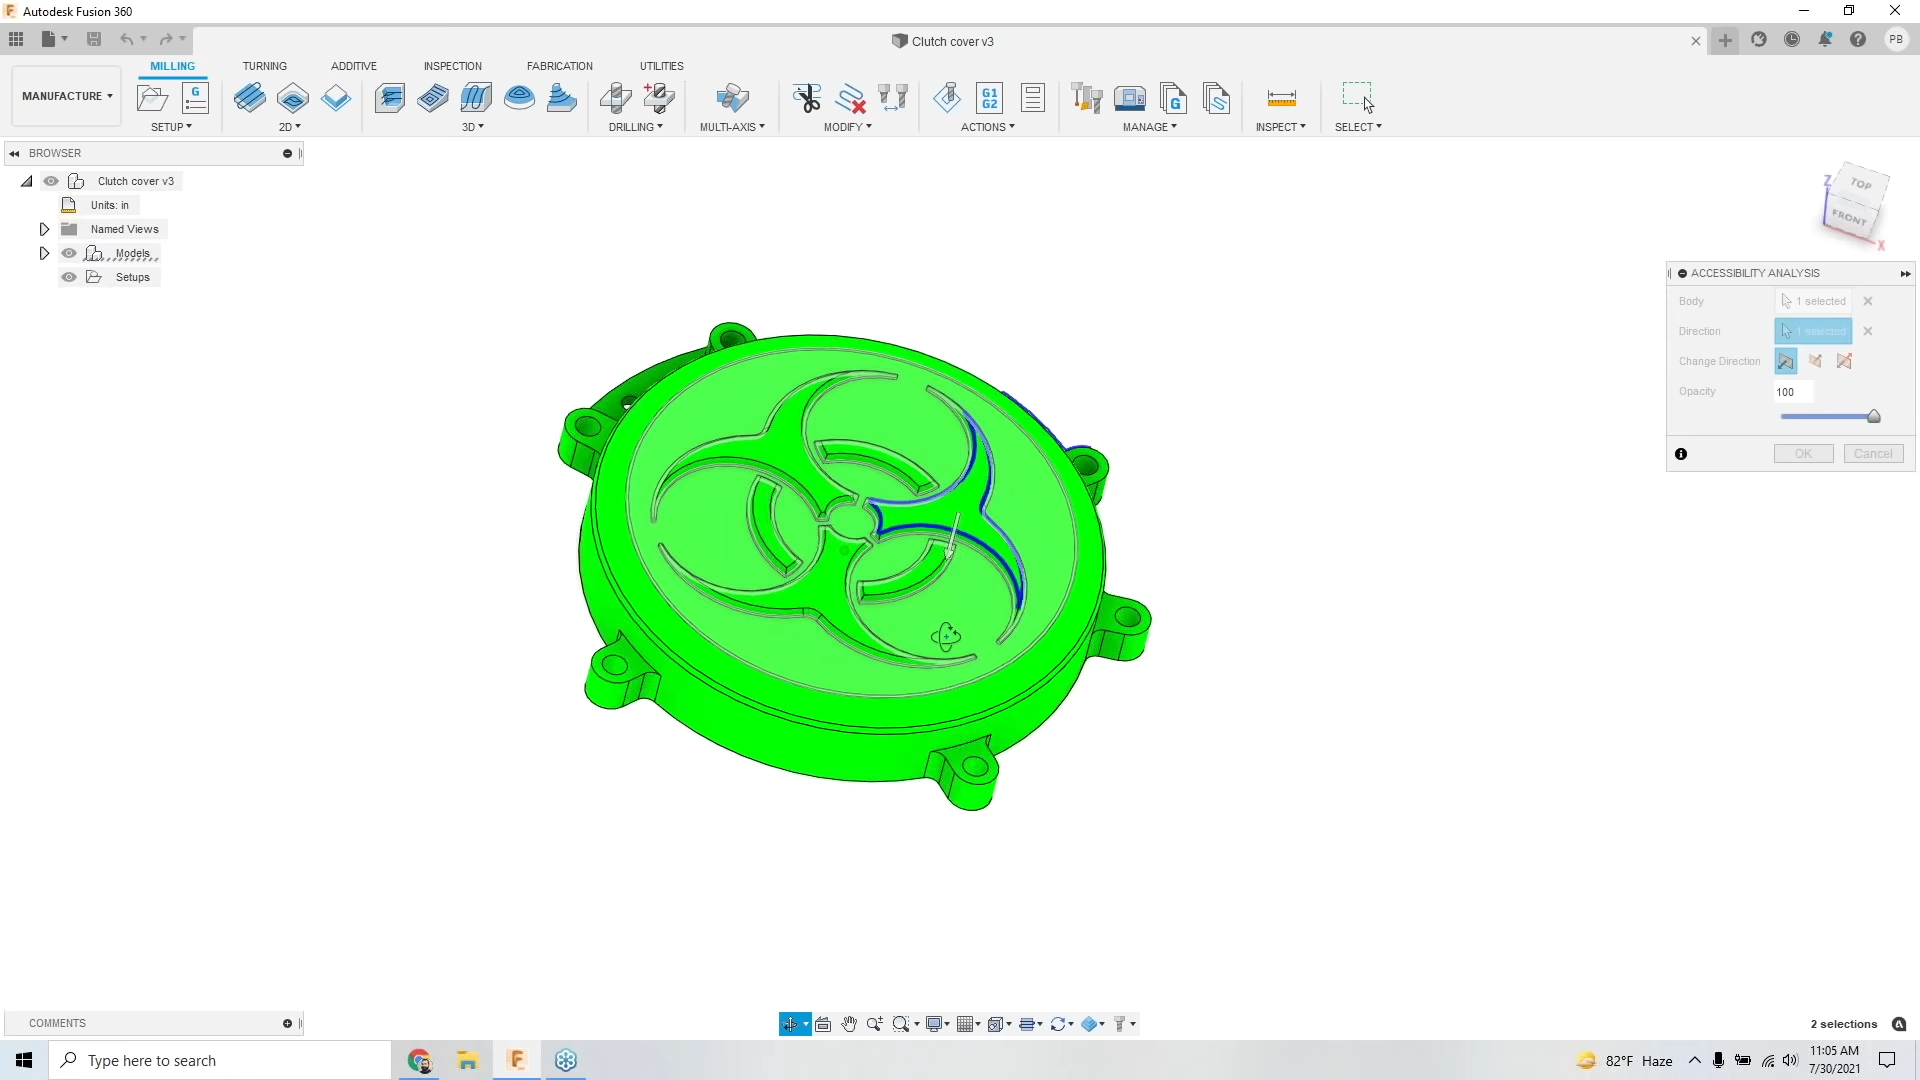 Autodesk Fusion 360
Clutch cover v3
PB
MANUFACTURE
MILLING
TURNING
ADDITIVE
INSPECTION
FABRICATION
UTILITIES
G
G1
G2
G
SETUP
2D
3D
DRILLING
MULTI-AXIS
MODIFY
ACTIONS
MANAGE
INSPECT
SELECT
BROWSER
Clutch cover v3
Units: in
Named Views
Models
Setups
TOP
FRONT
Z
X
ACCESSIBILITY ANALYSIS
Body
1 selected
Direction
1 selected
Change Direction
Opacity
100
OK
Cancel
COMMENTS
2 selections
Type here to search
82°F Haze
11:05 AM
7/30/2021